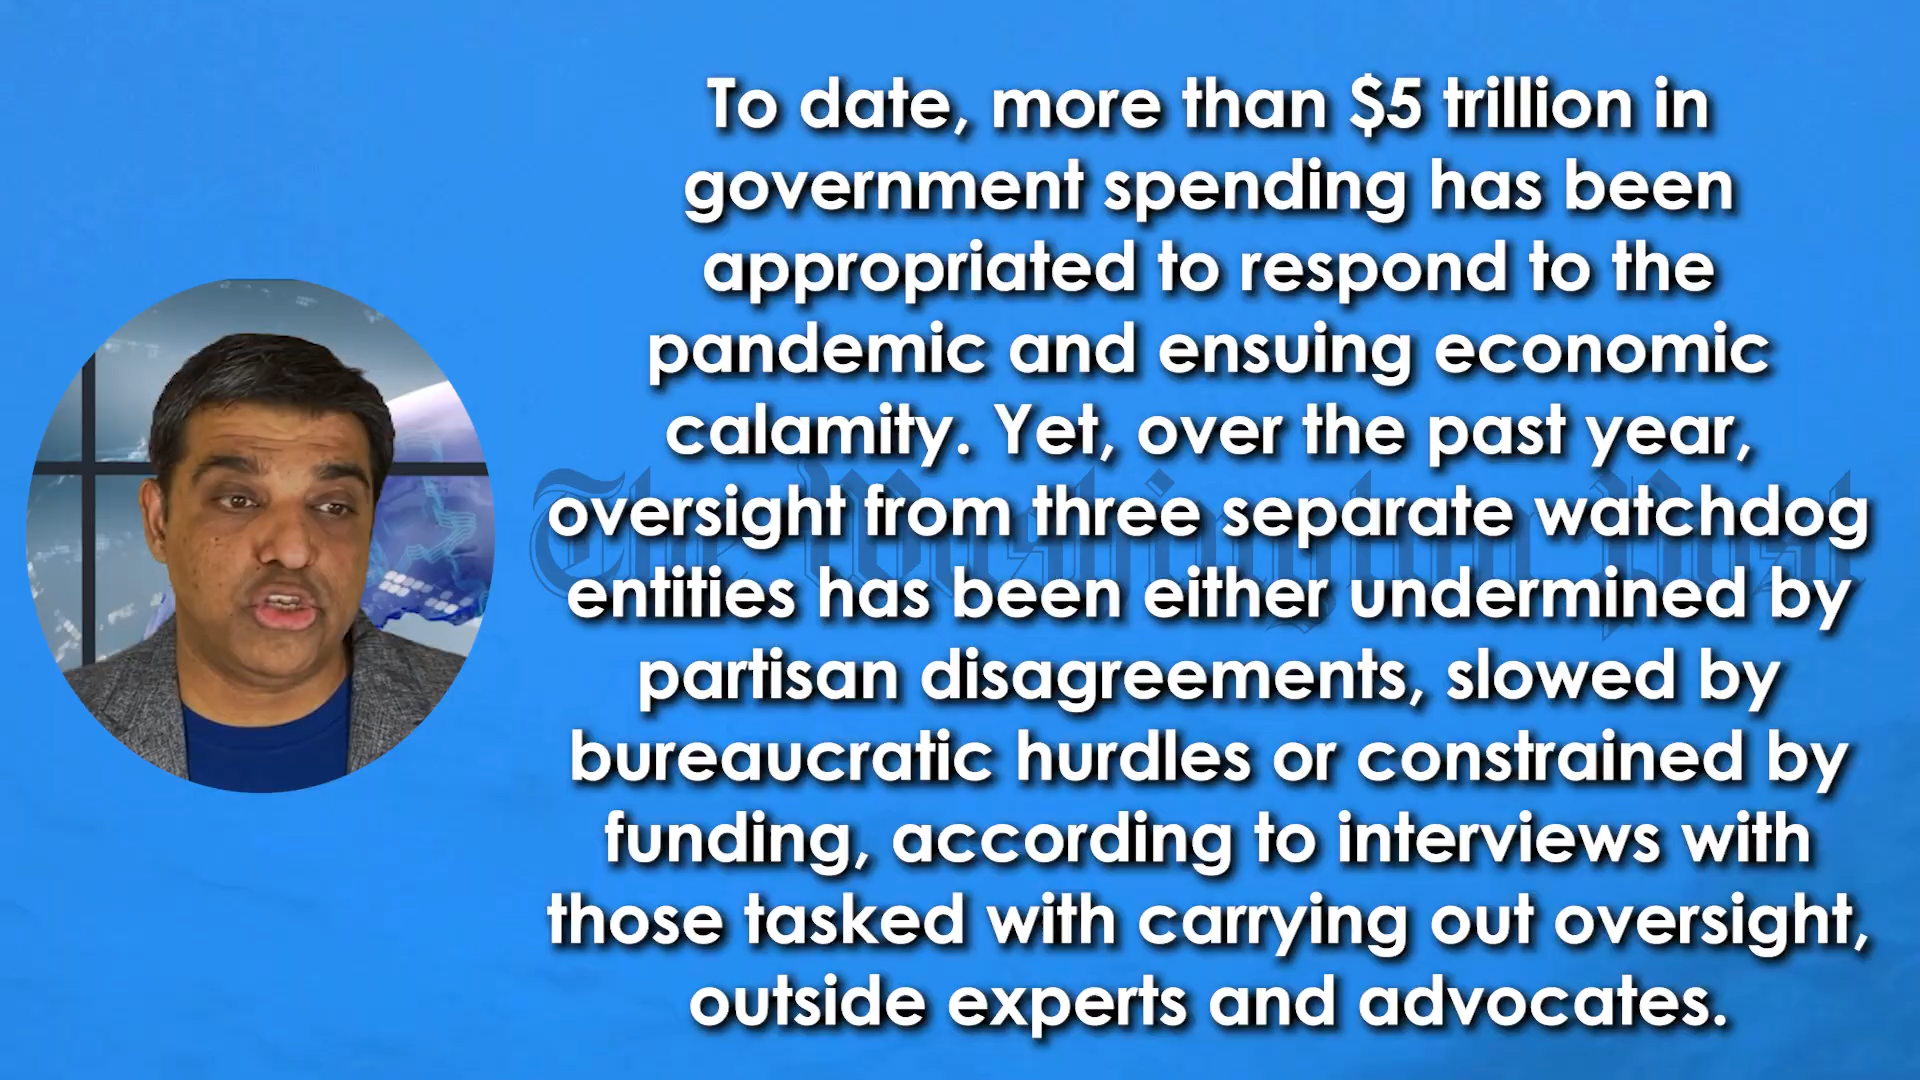 To date, more than $5 trillion in
government spending has been
appropriated to respond to the
pandemic and ensuing economic
calamity. Yet, over the past year,
oversight from three separate watchdog
entities has been either undermined by
partisan disagreements, slowed by
bureaucratic hurdles or constrained by
funding, according to interviews with
those tasked with carrying out oversight,
outside experts and advocates.
The Washington Post